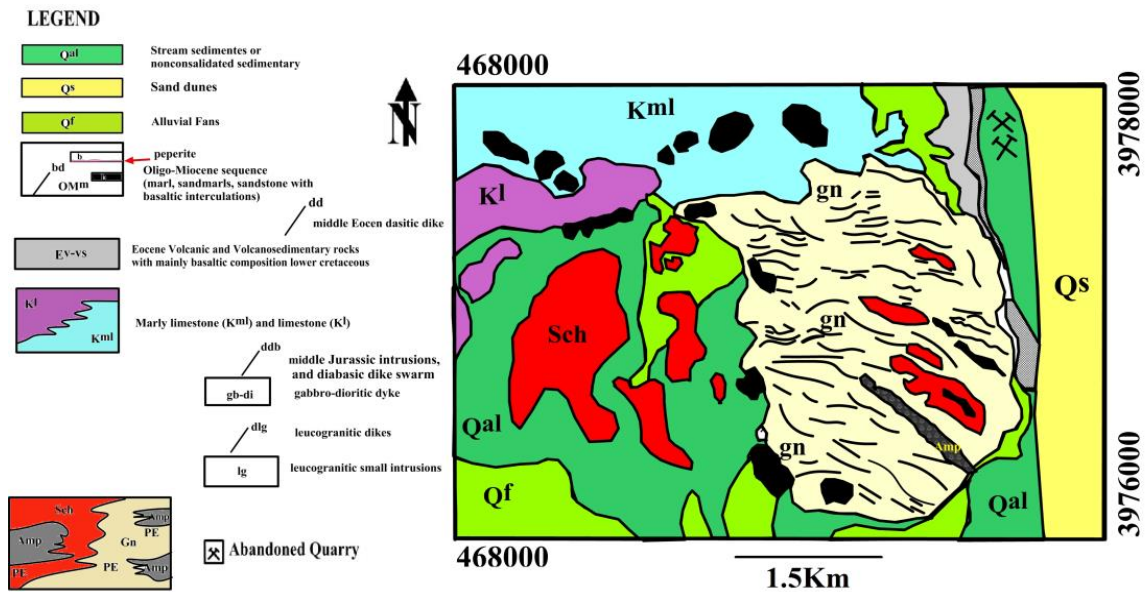 LEGEND
Qal
Stream sedimentes or
nonconsalidated sedimentary
Qs
Sand dunes
Qf
Alluvial Fans
b
peperite
bd
OMm
Oligo-Miocene sequence
(marl, sandmarls, sandstone with
basaltic interculations)
dd
middle Eocen dasitic dike
Ev-vs
Eocene Volcanic and Volcanosedimentary rocks
with mainly basaltic composition lower cretaceous
Kl
Kml
Marly limestone (Kml) and limestone (Kl)
ddb
middle Jurassic intrusions,
and diabasic dike swarm
gb-di
gabbro-dioritic dyke
dlg
leucogranitic dikes
lg
leucogranitic small intrusions
Sch
Amp
Amp
PE
Gn
PE
PE
Amp
Abandoned Quarry
N
468000
3978000
Kml
gn
Kl
Qs
gn
Sch
Qal
gn
Amp
Qf
Qal
3976000
468000
1.5Km